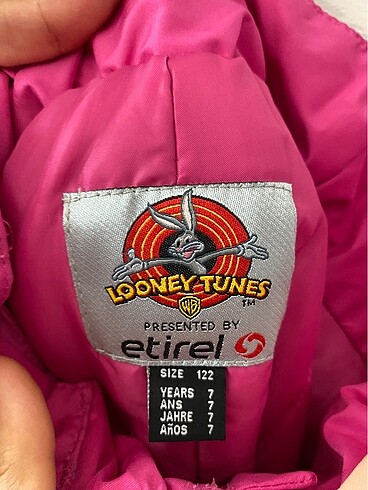 LOONEY TUNES
WB
TM
PRESENTED BY
etirel
SIZE 122
YEARS 7
ANS 7
JAHRE 7
AÑOS 7